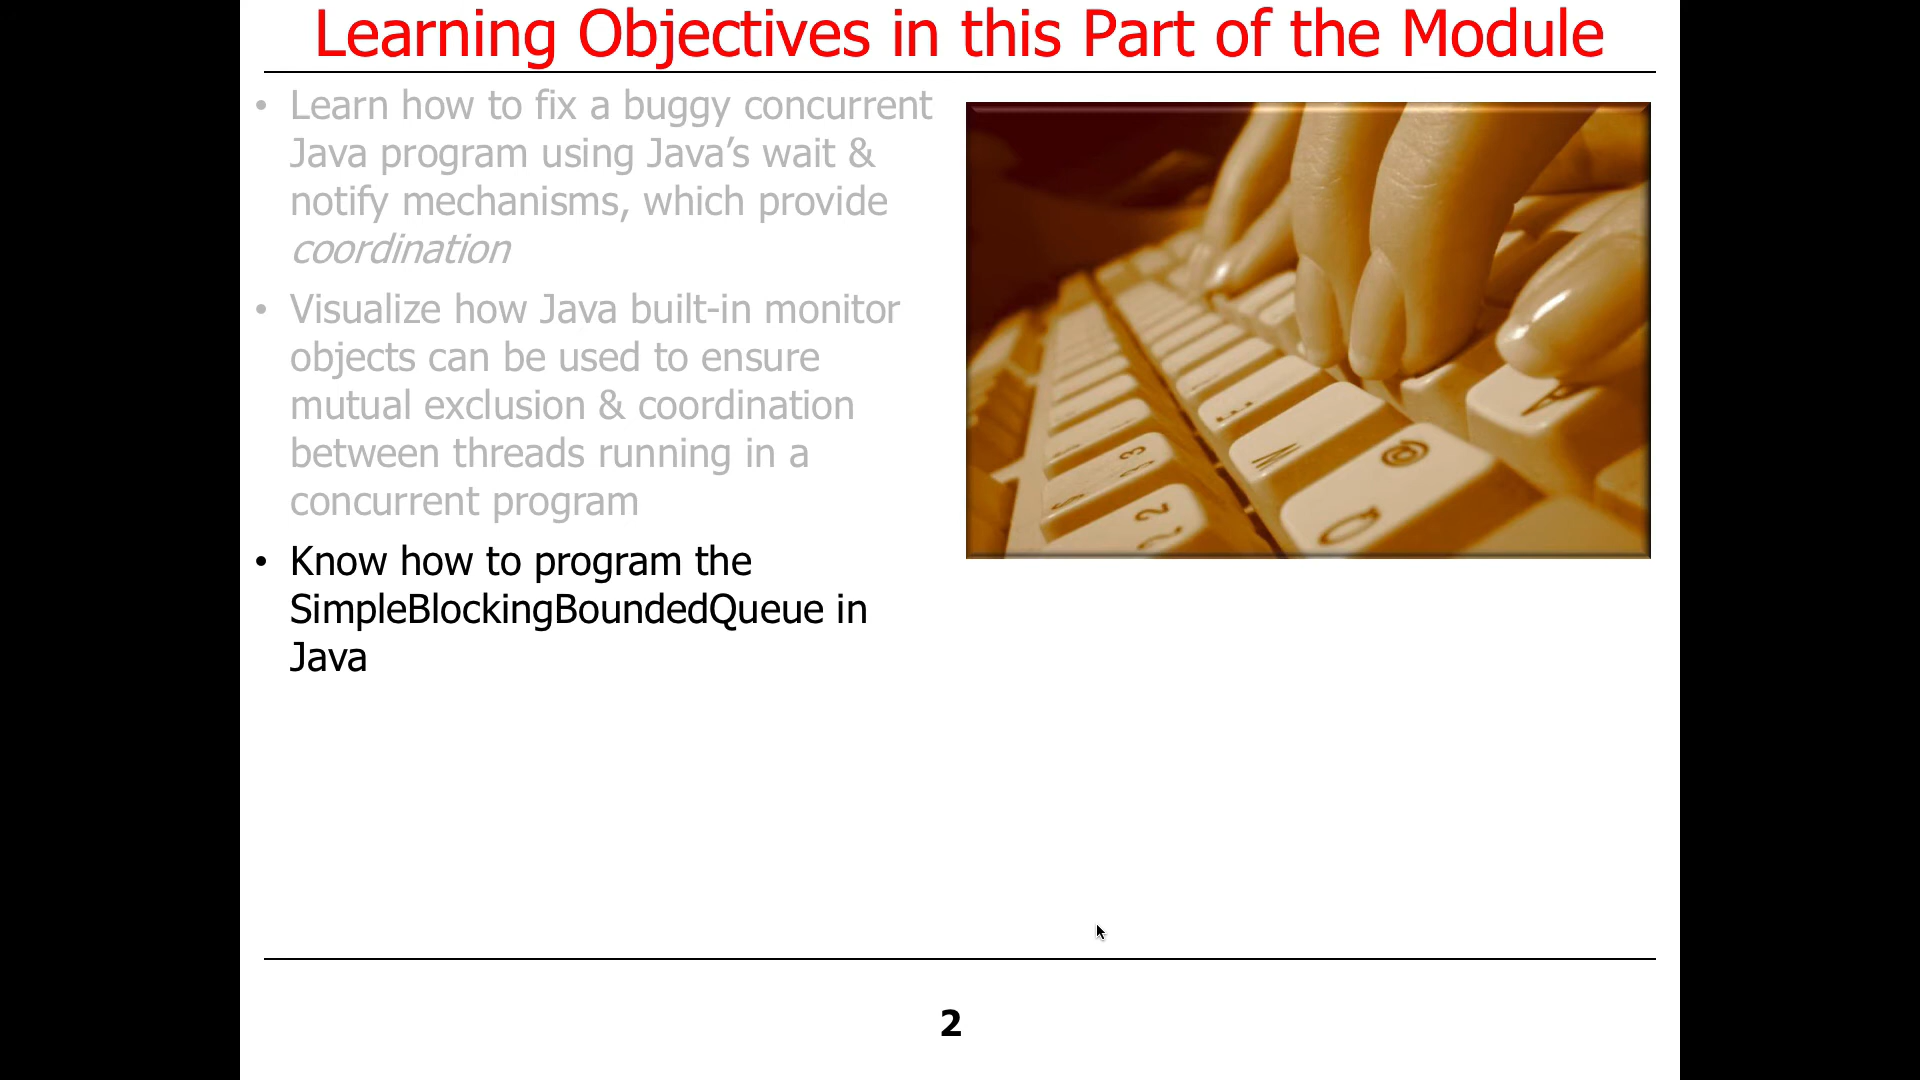 Learning Objectives in this Part of the Module
• Learn how to fix a buggy concurrent
Java program using Java’s wait &
notify mechanisms, which provide
coordination
• Visualize how Java built-in monitor
objects can be used to ensure
mutual exclusion & coordination
between threads running in a
concurrent program
• Know how to program the
SimpleBlockingBoundedQueue in
Java
2